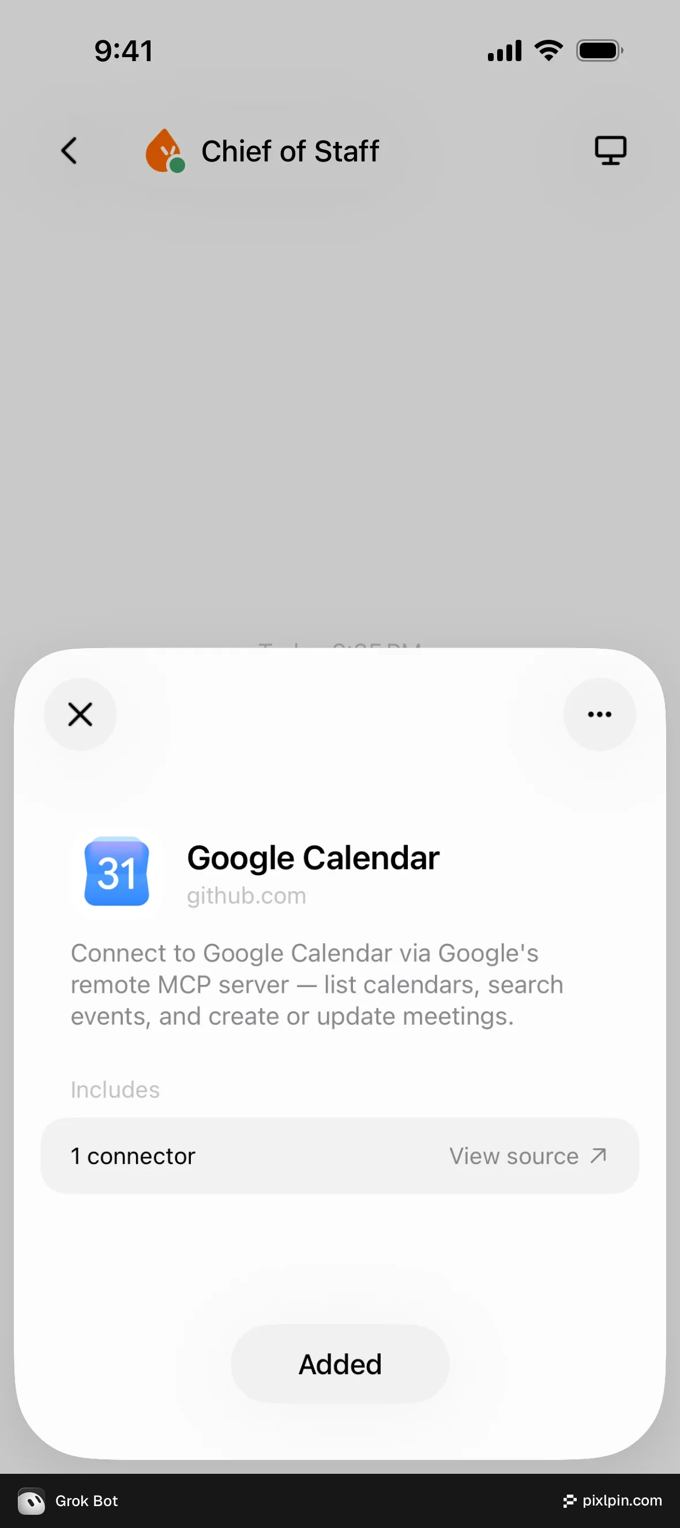 9:41
Chief of Staff
31
Google Calendar
github.com
Connect to Google Calendar via Google's
remote MCP server — list calendars, search
events, and create or update meetings.
Includes
1 connector
View source
Added
Grok Bot
pixlpin.com